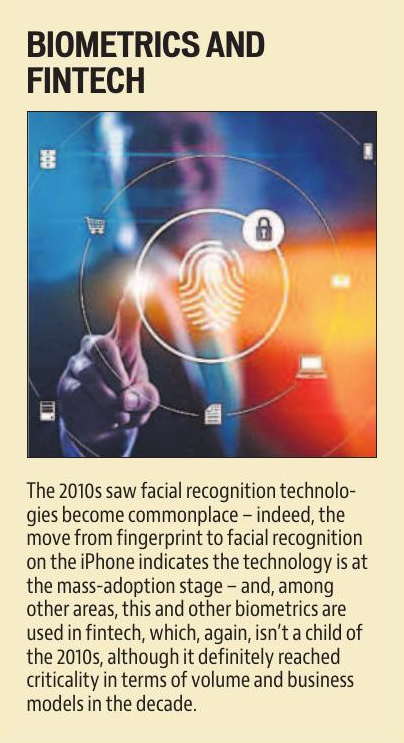 BIOMETRICS AND
FINTECH
The 2010s saw facial recognition technolo-
gies become commonplace – indeed, the
move from fingerprint to facial recognition
on the iPhone indicates the technology is at
the mass-adoption stage – and, among
other areas, this and other biometrics are
used in fintech, which, again, isn't a child of
the 2010s, although it definitely reached
criticality in terms of volume and business
models in the decade.